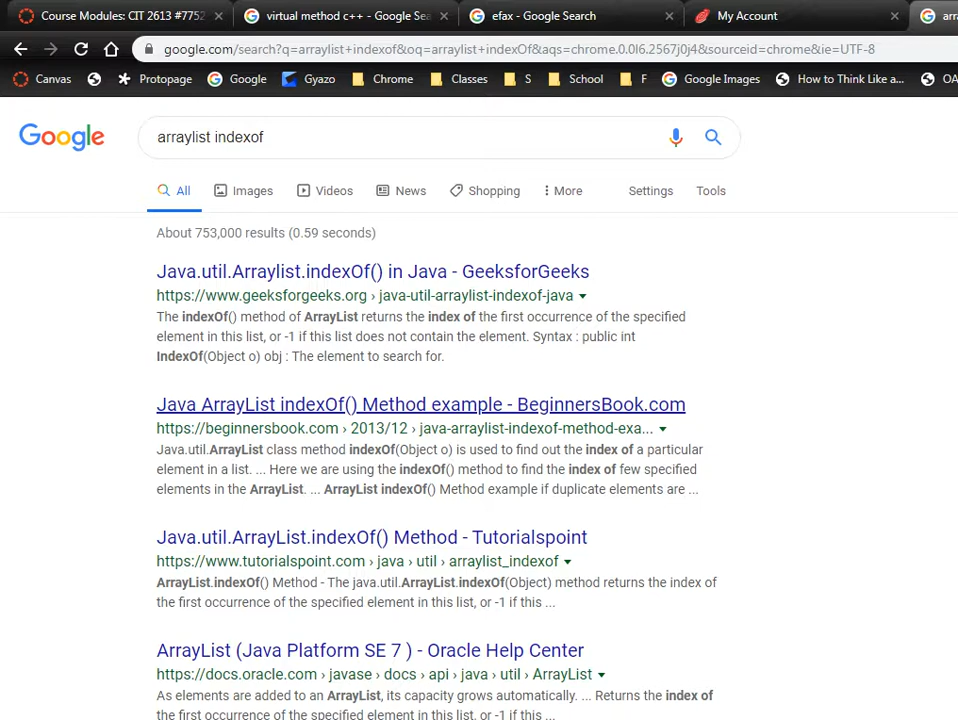 Course Modules: CIT 2613 #7752 virtual method c++ - Google Sea efax - Google Search My Account
google.com/search?q=arraylist+indexof&oq=arraylist+indexOf&aqs=chrome.0.0l6.2567j0j4&sourceid=chrome&ie=UTF-8
Canvas Protopage Google Gyazo Chrome Classes S School F Google Images How to Think Like a... OA
Google arraylist indexof
All Images Videos News Shopping More Settings Tools
About 753,000 results (0.59 seconds)
Java.util.Arraylist.indexOf() in Java - GeeksforGeeks
https://www.geeksforgeeks.org › java-util-arraylist-indexof-java
The indexOf() method of ArrayList returns the index of the first occurrence of the specified
element in this list, or -1 if this list does not contain the element. Syntax : public int
IndexOf(Object o) obj : The element to search for.
Java ArrayList indexOf() Method example - BeginnersBook.com
https://beginnersbook.com › 2013/12 › java-arraylist-indexof-method-exa...
Java.util.ArrayList class method indexOf(Object o) is used to find out the index of a particular
element in a list. ... Here we are using the indexOf() method to find the index of few specified
elements in the ArrayList. ... ArrayList indexOf() Method example if duplicate elements are ...
Java.util.ArrayList.indexOf() Method - Tutorialspoint
https://www.tutorialspoint.com › java › util › arraylist_indexof
ArrayList.indexOf() Method - The java.util.ArrayList.indexOf(Object) method returns the index of
the first occurrence of the specified element in this list, or -1 if this ...
ArrayList (Java Platform SE 7 ) - Oracle Help Center
https://docs.oracle.com › javase › docs › api › java › util › ArrayList
As elements are added to an ArrayList, its capacity grows automatically. ... Returns the index of
the first occurrence of the specified element in this list, or -1 if this ...